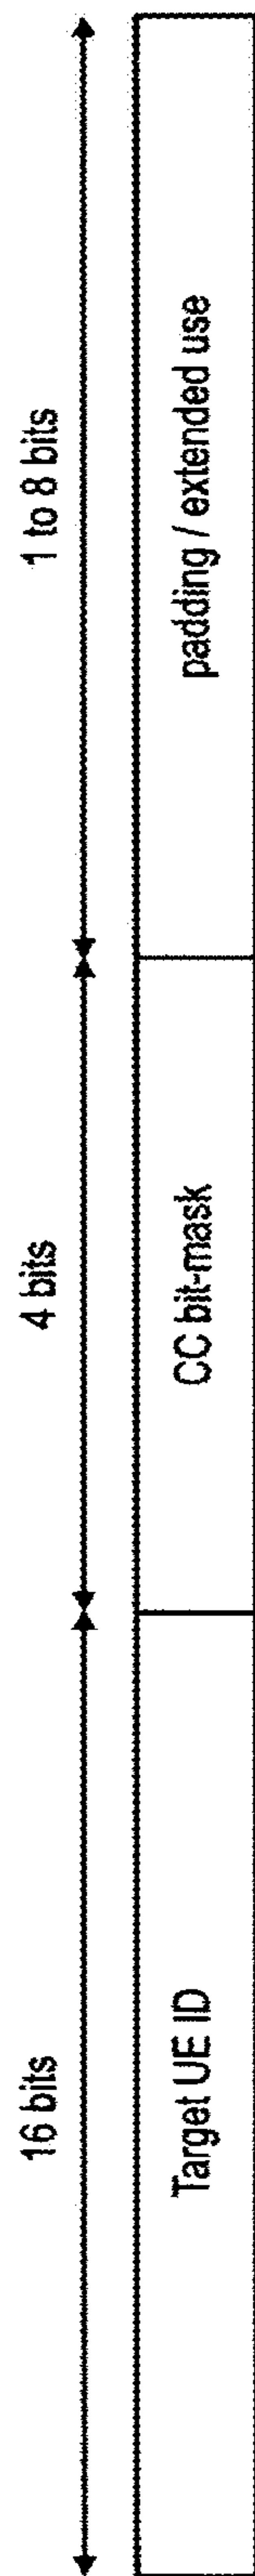 16 bits
4 bits
1 to 8 bits
Target UE ID
CC bit-mask
padding / extended use